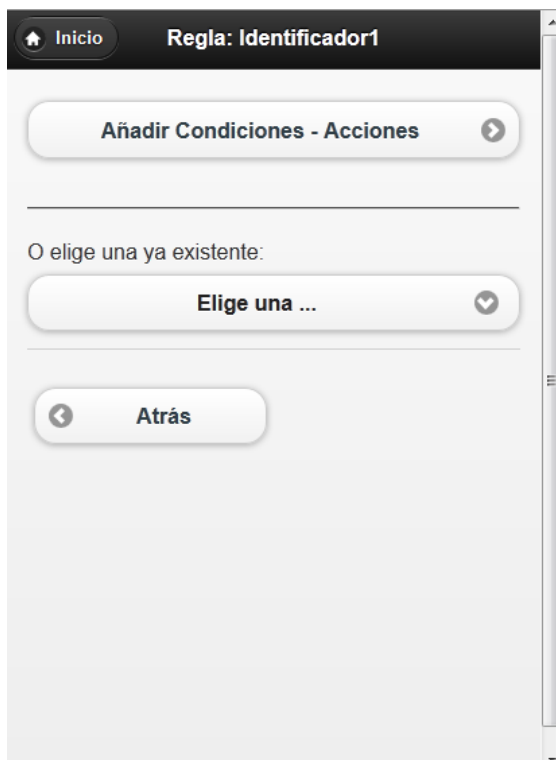 Inicio
Regla: Identificador1
Añadir Condiciones - Acciones
O elige una ya existente:
Elige una ...
Atrás